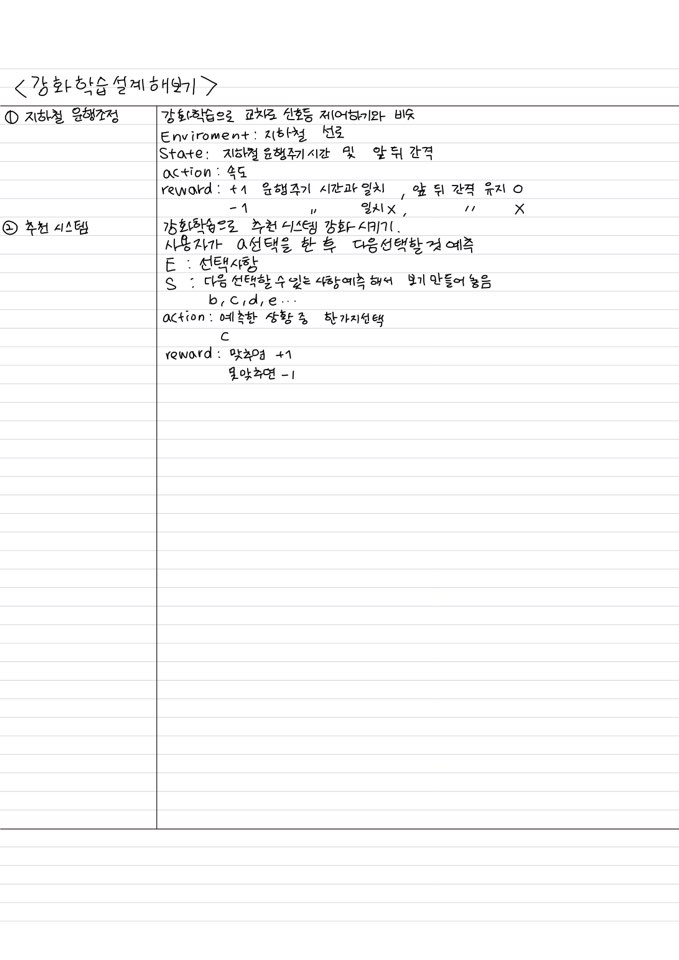 <강화학습설계해보기>
① 지하철 운행조정
강화학습으로 교차로 신호등 제어하기와 비슷
Enviroment : 지하철 선로
State : 지하철 운행주기 시간 및 앞 뒤 간격
action : 속도
reward : +1 운행주기 시간과 일치, 앞 뒤 간격 유지 O
-1 〃 일치 X, 〃 X
② 추천 시스템
강화학습으로 추천 시스템 강화 시키기.
사용자가 a선택을 한 후 다음선택할 것 예측
E : 선택사항
S : 다음 선택할 수 있는 사항 예측 해서 보기 만들어 놓음
b, c, d, e ...
action : 예측한 상황 중 한가지 선택
C
reward : 맞추면 +1
못맞추면 -1